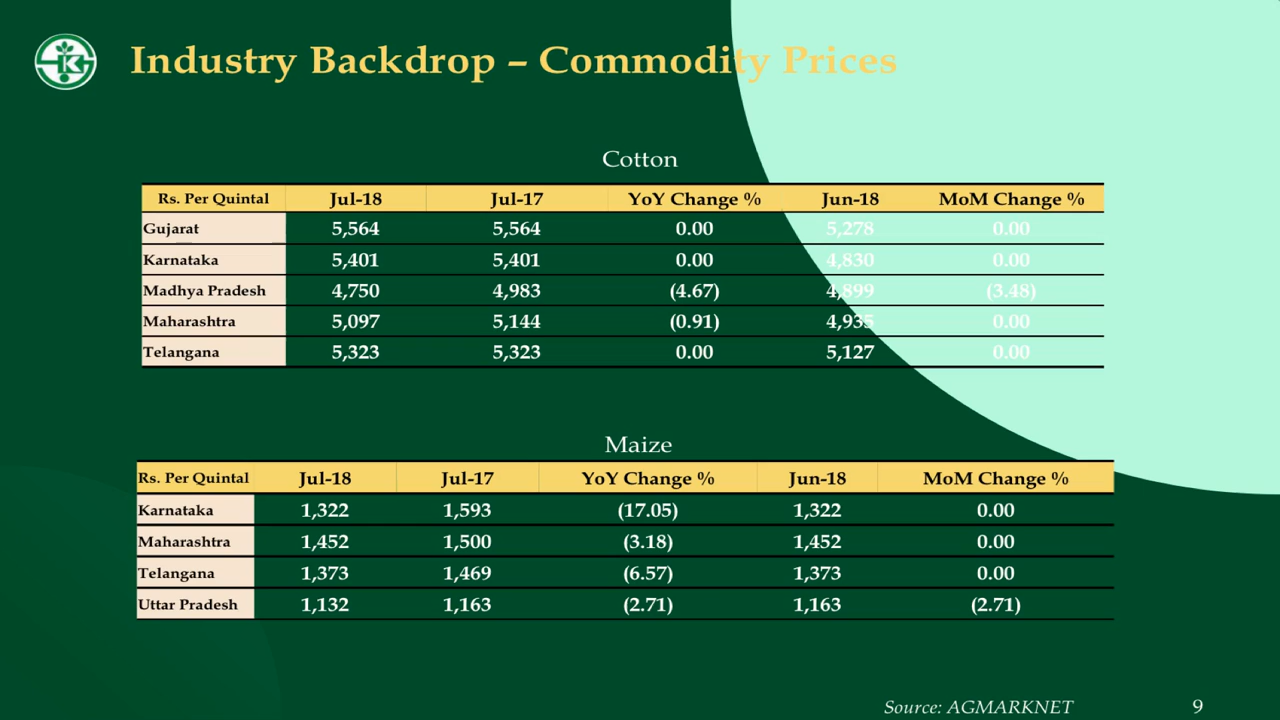 Industry Backdrop – Commodity Prices
Cotton
Rs. Per Quintal Jul-18 Jul-17 YoY Change % Jun-18 MoM Change %
Gujarat 5,564 5,564 0.00 5,278 0.00
Karnataka 5,401 5,401 0.00 4,830 0.00
Madhya Pradesh 4,750 4,983 (4.67) 4,899 (3.48)
Maharashtra 5,097 5,144 (0.91) 4,935 0.00
Telangana 5,323 5,323 0.00 5,127 0.00
Maize
Rs. Per Quintal Jul-18 Jul-17 YoY Change % Jun-18 MoM Change %
Karnataka 1,322 1,593 (17.05) 1,322 0.00
Maharashtra 1,452 1,500 (3.18) 1,452 0.00
Telangana 1,373 1,469 (6.57) 1,373 0.00
Uttar Pradesh 1,132 1,163 (2.71) 1,163 (2.71)
Source: AGMARKNET 9